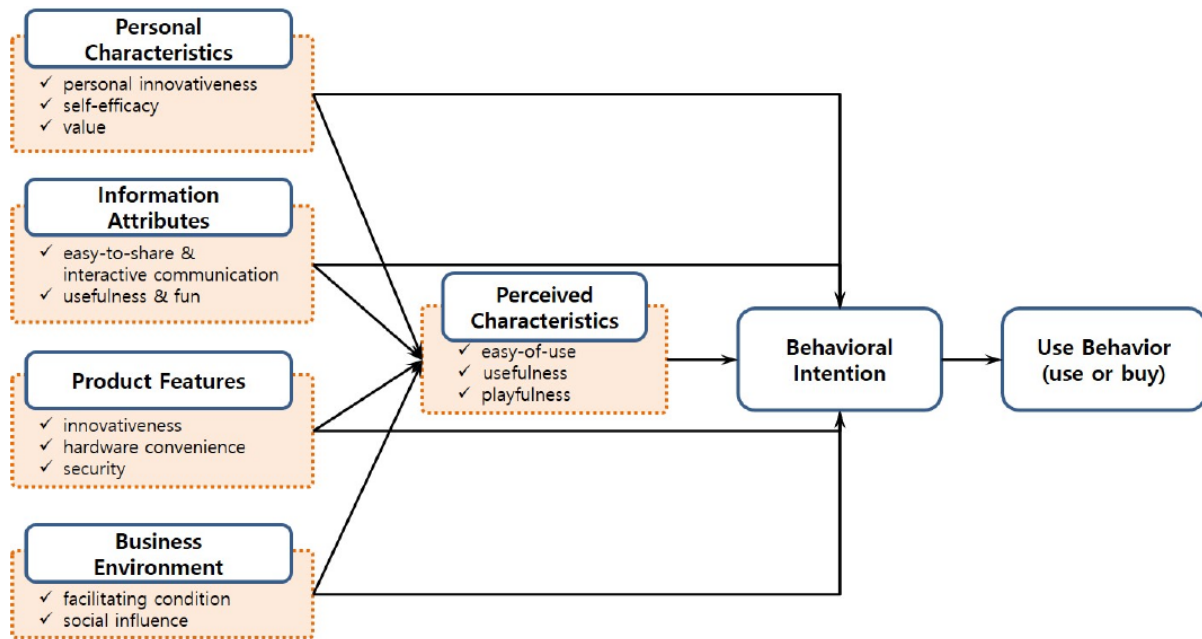 Personal
Characteristics
✓ personal innovativeness
✓ self-efficacy
✓ value
Information
Attributes
✓ easy-to-share &
interactive communication
✓ usefulness & fun
Product Features
✓ innovativeness
✓ hardware convenience
✓ security
Business
Environment
✓ facilitating condition
✓ social influence
Perceived
Characteristics
✓ easy-of-use
✓ usefulness
✓ playfulness
Behavioral
Intention
Use Behavior
(use or buy)